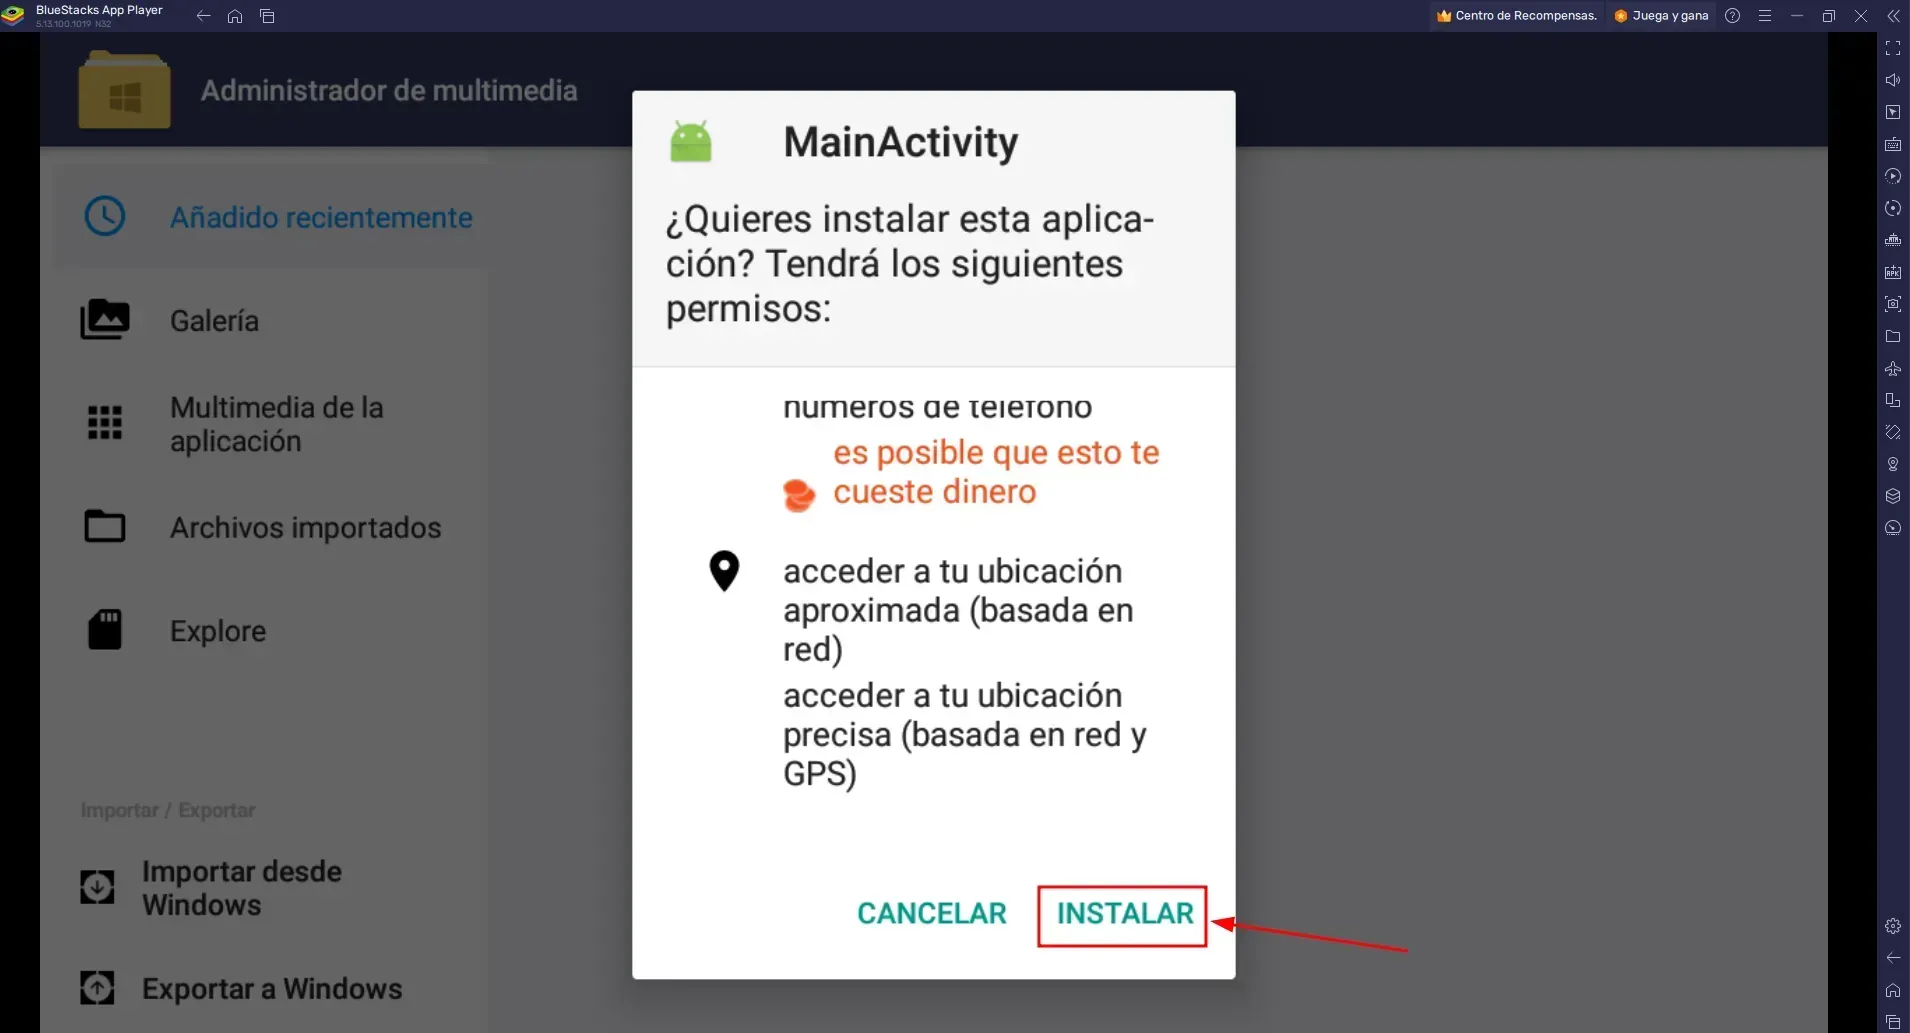 BlueStacks App Player
5.13.100.1019 N32
Centro de Recompensas.
Juega y gana
Administrador de multimedia
Añadido recientemente
Galería
Multimedia de la
aplicación
Archivos importados
Explore
Importar / Exportar
Importar desde
Windows
Exportar a Windows
MainActivity
¿Quieres instalar esta aplica-
ción? Tendrá los siguientes
permisos:
números de teléfono
es posible que esto te
cueste dinero
acceder a tu ubicación
aproximada (basada en
red)
acceder a tu ubicación
precisa (basada en red y
GPS)
CANCELAR
INSTALAR